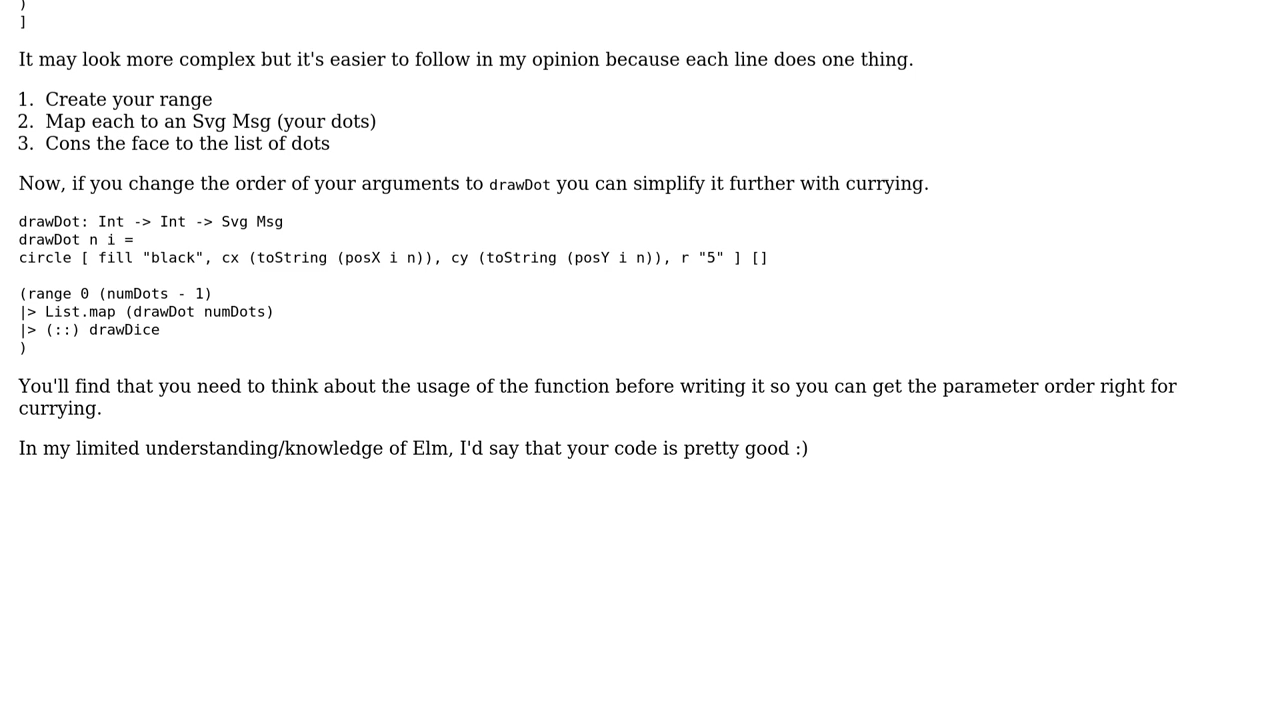 )
]
It may look more complex but it's easier to follow in my opinion because each line does one thing.
1. Create your range
2. Map each to an Svg Msg (your dots)
3. Cons the face to the list of dots
Now, if you change the order of your arguments to drawDot you can simplify it further with currying.
drawDot: Int -> Int -> Svg Msg
drawDot n i =
circle [ fill "black", cx (toString (posX i n)), cy (toString (posY i n)), r "5" ] []
(range 0 (numDots - 1)
|> List.map (drawDot numDots)
|> (::) drawDice
)
You'll find that you need to think about the usage of the function before writing it so you can get the parameter order right for
currying.
In my limited understanding/knowledge of Elm, I'd say that your code is pretty good :)